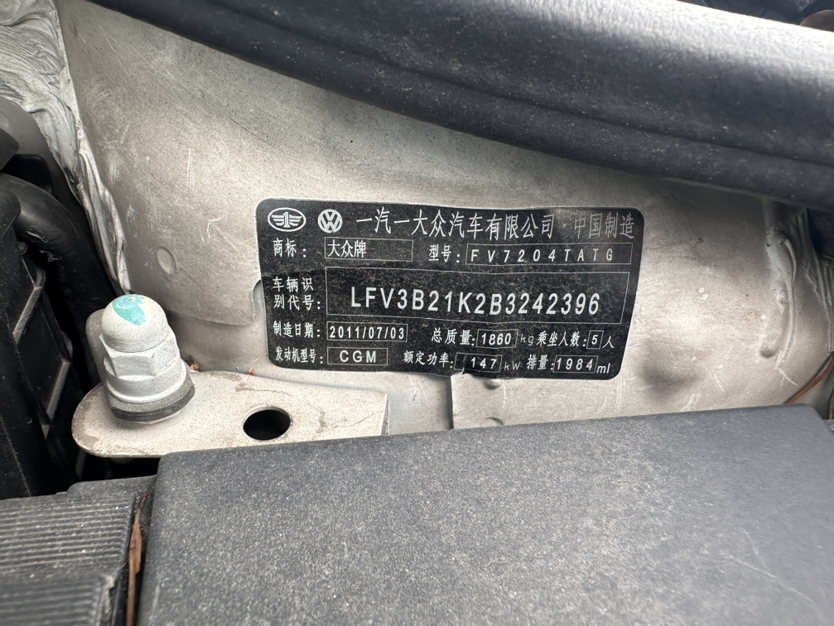 一汽一大众汽车有限公司·中国制造
商标: 大众牌 型号: FV7204TATG
车辆识别代号: LFV3B21K2B3242396
制造日期: 2011/07/03 总质量: 1860 kg 乘坐人数: 5 人
发动机型号: CGM 额定功率: 147 kW 排量: 1984 ml